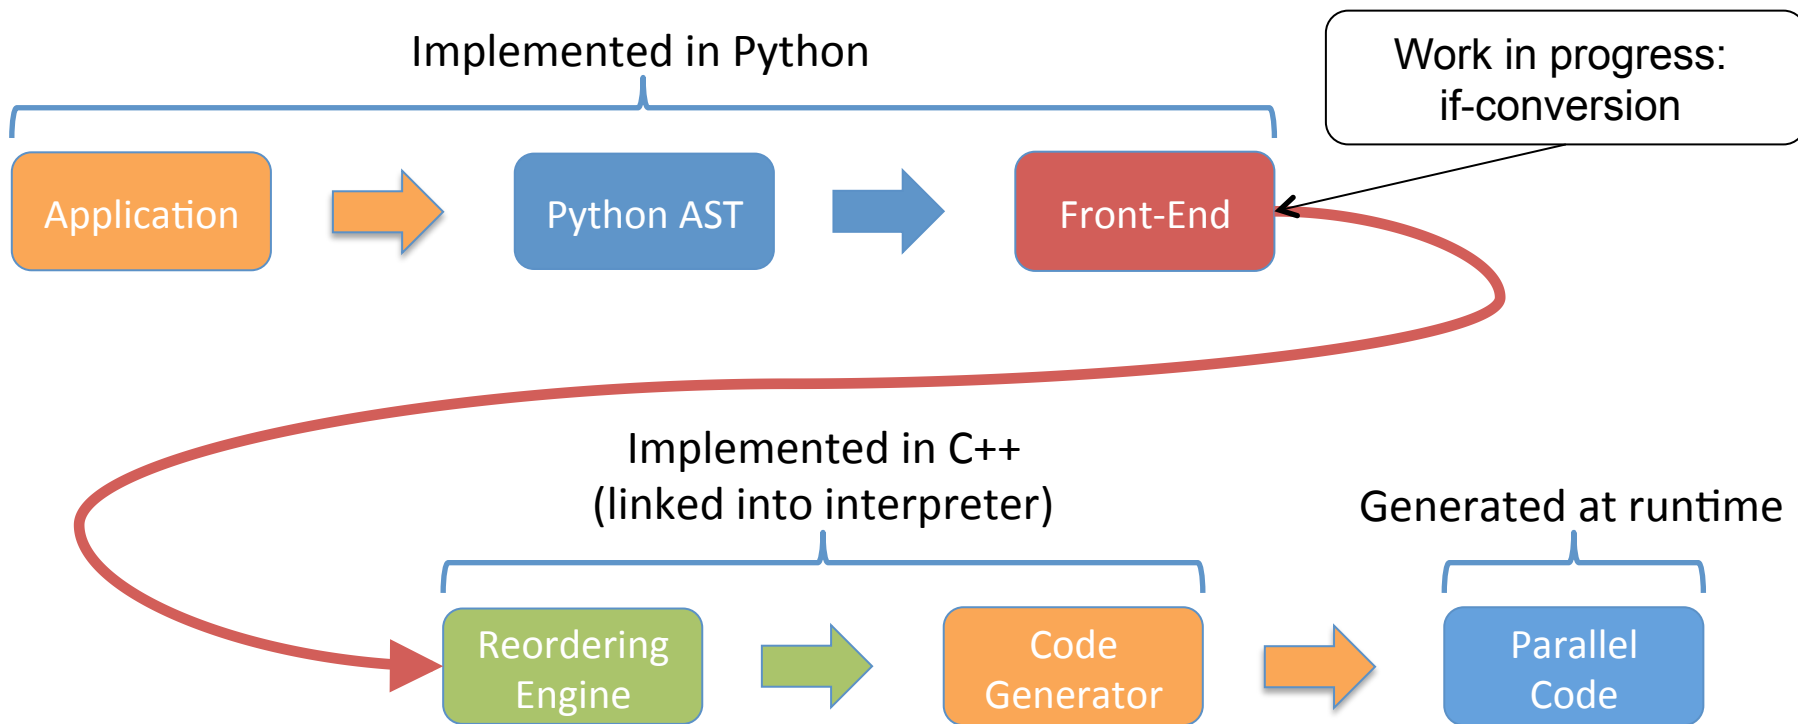 Implemented in Python
Work in progress:
if-conversion
Application
Python AST
Front-End
Implemented in C++
(linked into interpreter)
Generated at runtime
Reordering
Engine
Code
Generator
Parallel
Code